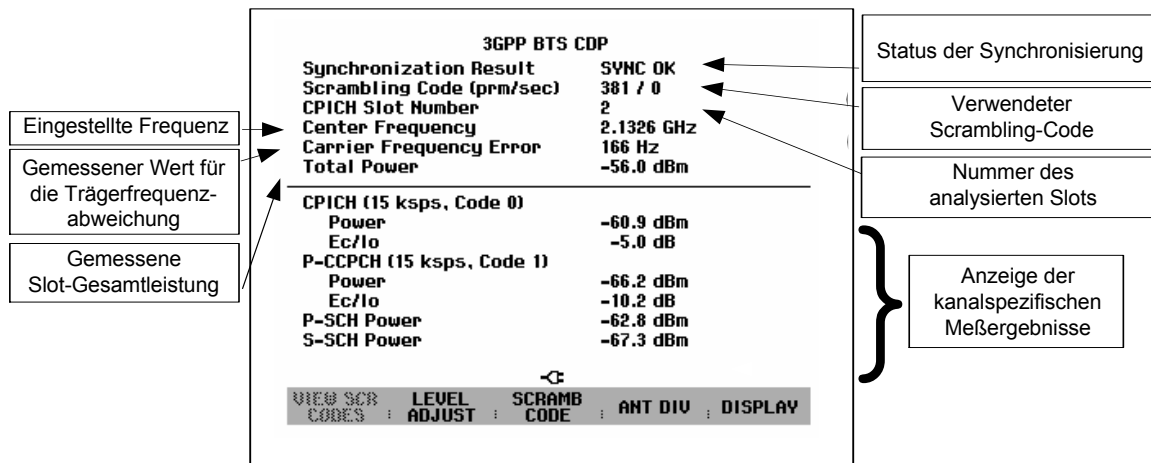 3GPP BTS CDP
Synchronization Result SYNC OK
Scrambling Code (prm/sec) 381 / 0
CPICH Slot Number 2
Center Frequency 2.1326 GHz
Carrier Frequency Error 166 Hz
Total Power -56.0 dBm
CPICH (15 ksps, Code 0)
Power -60.9 dBm
Ec/Io -5.0 dB
P-CCPCH (15 ksps, Code 1)
Power -66.2 dBm
Ec/Io -10.2 dB
P-SCH Power -62.8 dBm
S-SCH Power -67.3 dBm
VIEW SCR
CODES
LEVEL
ADJUST
SCRAMB
CODE
ANT DIV
DISPLAY
Eingestellte Frequenz
Gemessener Wert für
die Trägerfrequenz-
abweichung
Gemessene
Slot-Gesamtleistung
Status der Synchronisierung
Verwendeter
Scrambling-Code
Nummer des
analysierten Slots
Anzeige der
kanalspezifischen
Meßergebnisse